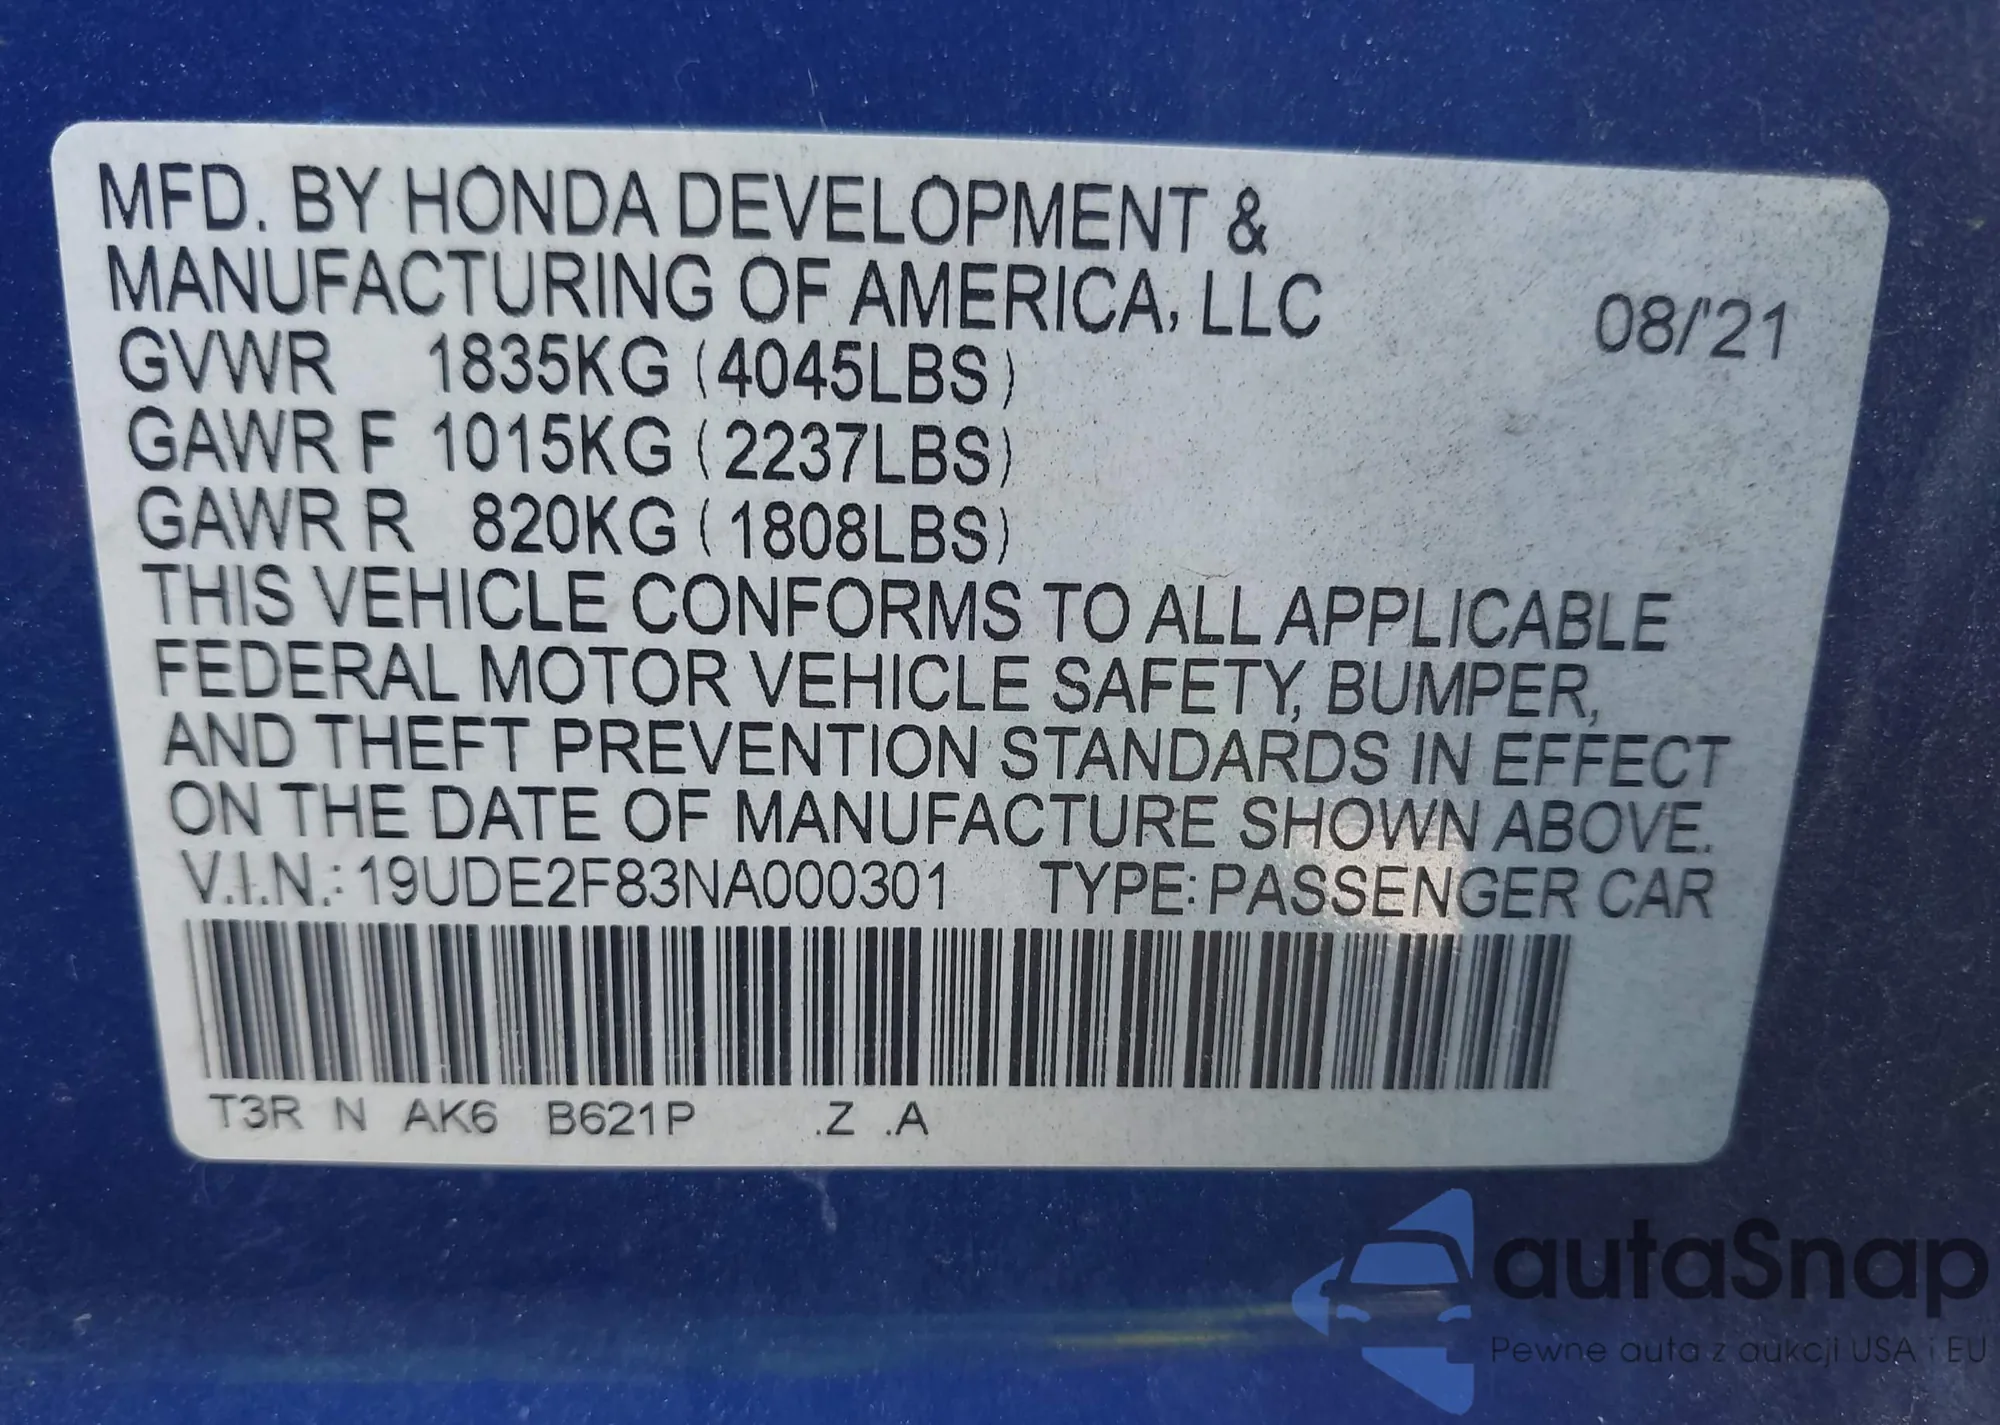 MFD. BY HONDA DEVELOPMENT &
MANUFACTURING OF AMERICA, LLC 08/'21
GVWR 1835KG (4045LBS)
GAWR F 1015KG (2237LBS)
GAWR R 820KG (1808LBS)
THIS VEHICLE CONFORMS TO ALL APPLICABLE
FEDERAL MOTOR VEHICLE SAFETY, BUMPER,
AND THEFT PREVENTION STANDARDS IN EFFECT
ON THE DATE OF MANUFACTURE SHOWN ABOVE.
V.I.N.: 19UDE2F83NA000301 TYPE: PASSENGER CAR
T3R N AK6 B621P .Z .A
autaSnap
Pewne auta z aukcji USA i EU